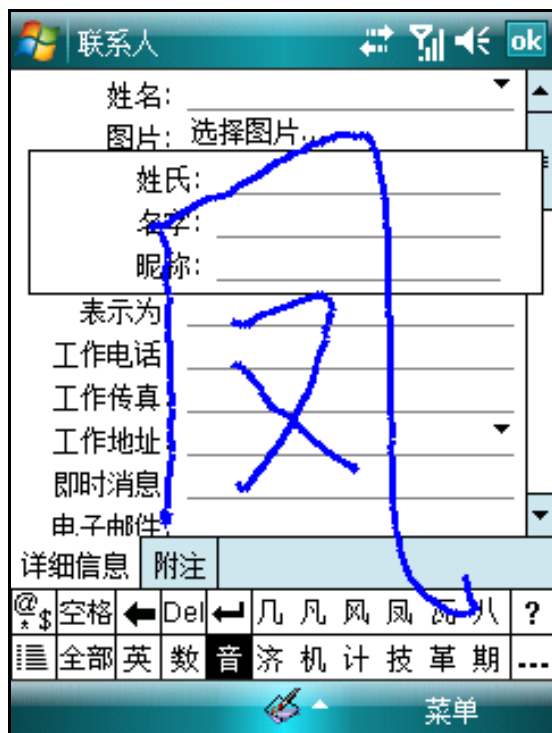 联系人 ok
姓名:
图片: 选择图片...
姓氏:
名字:
昵称:
表示为
工作电话
工作传真
工作地址
即时消息
电子邮件:
凤
详细信息 附注
@*$ 空格 Del 几 凡 风 凤 瓦 八 ?
全部 英 数 音 济 机 计 技 革 期 ...
菜单